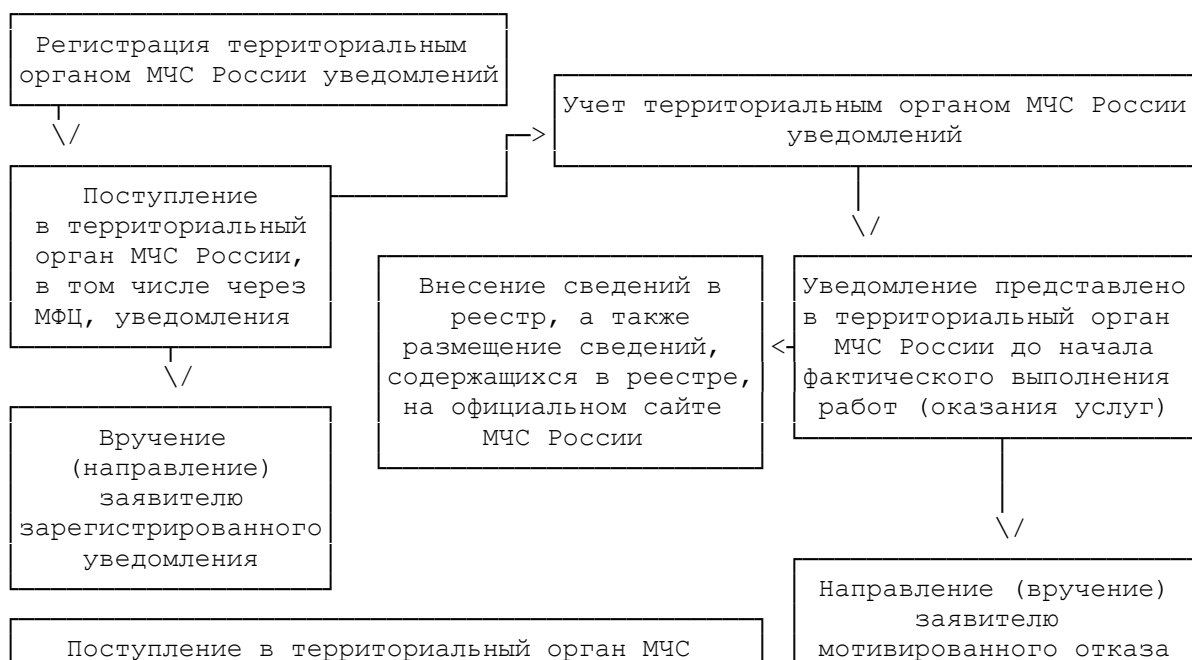 Регистрация территориальным
органом МЧС России уведомлений
Учет территориальным органом МЧС России
уведомлений
Поступление
в территориальный
орган МЧС России,
в том числе через
МФЦ, уведомления
Внесение сведений в
реестр, а также
размещение сведений,
содержащихся в реестре,
на официальном сайте
МЧС России
Уведомление представлено
в территориальный орган
МЧС России до начала
фактического выполнения
работ (оказания услуг)
Вручение
(направление)
заявителю
зарегистрированного
уведомления
Направление (вручение)
заявителю
мотивированного отказа
Поступление в территориальный орган МЧС